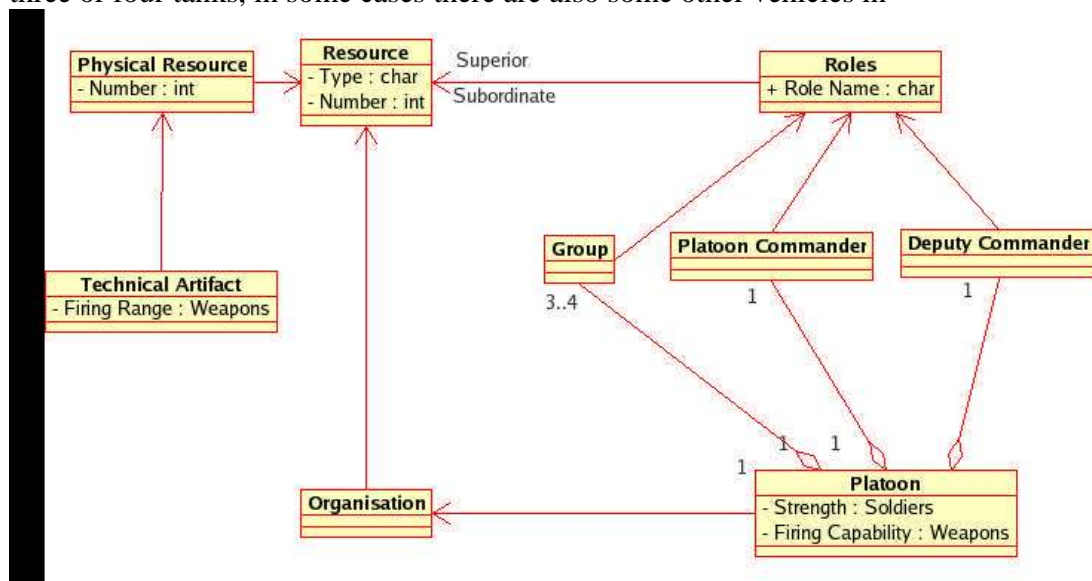 three or four tanks, in some cases there are also some other vehicles in
Physical Resource
- Number : int
Resource
- Type : char
- Number : int
Superior
Subordinate
Roles
+ Role Name : char
Group
Platoon Commander
Deputy Commander
Technical Artifact
- Firing Range : Weapons
3..4
1
1
1
1
1
Organisation
Platoon
- Strength : Soldiers
- Firing Capability : Weapons